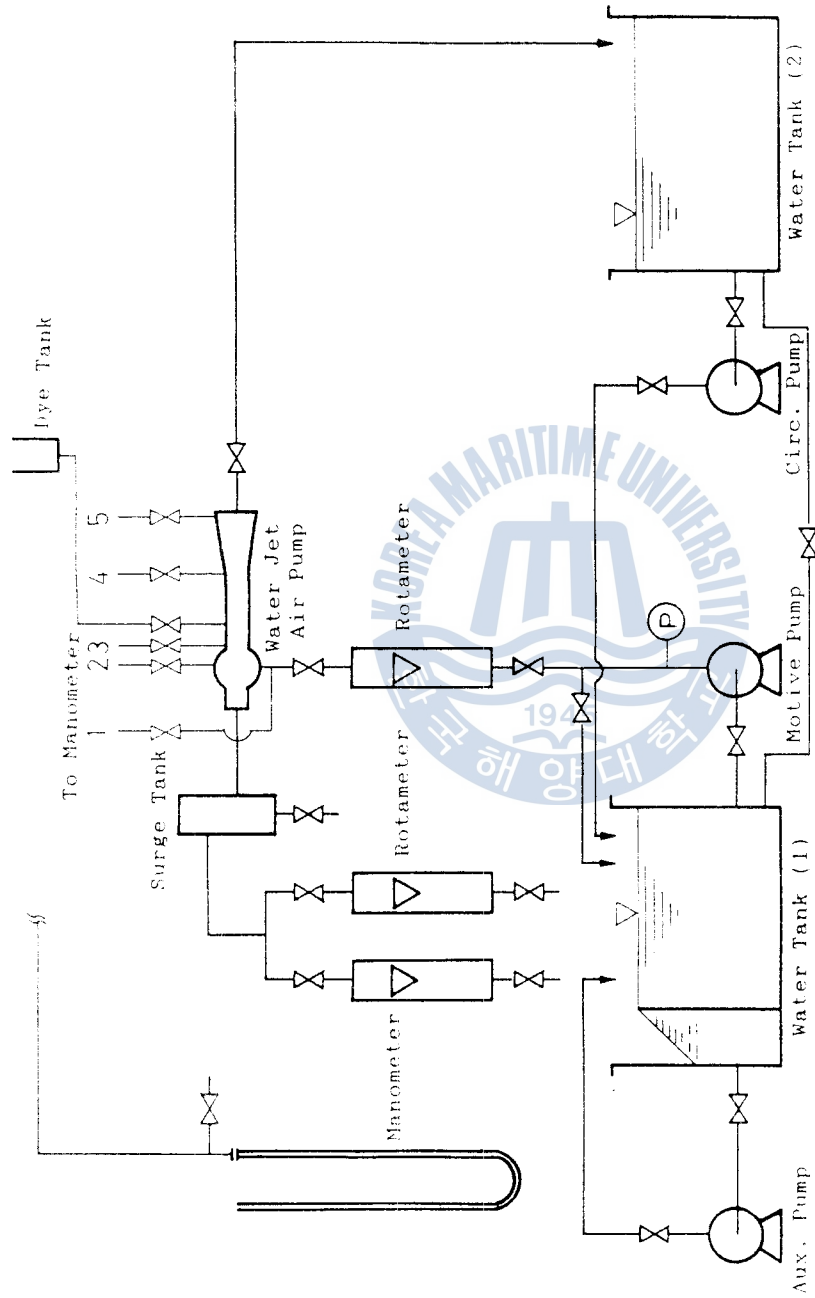 Dye Tank
To Manometer
1
2
3
4
5
Water Jet
Air Pump
Surge Tank
Rotameter
Rotameter
Manometer
P
Water Tank (2)
Circ. Pump
Motive Pump
Water Tank (1)
Aux. Pump
KOREA MARITIME UNIVERSITY
1945
한국해양대학교